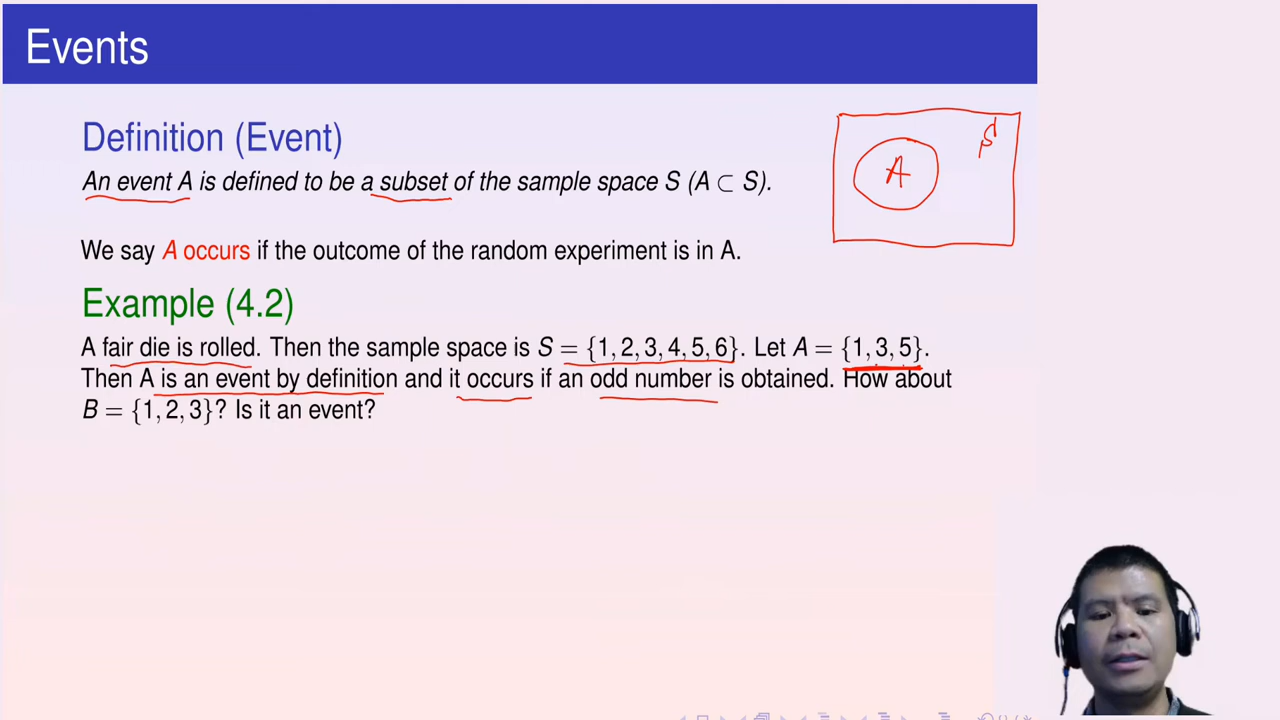 Events
Definition (Event)
An event A is defined to be a subset of the sample space S (A ⊂ S).
A
S
We say A occurs if the outcome of the random experiment is in A.
Example (4.2)
A fair die is rolled. Then the sample space is S = {1, 2, 3, 4, 5, 6}. Let A = {1, 3, 5}.
Then A is an event by definition and it occurs if an odd number is obtained. How about
B = {1, 2, 3}? Is it an event?